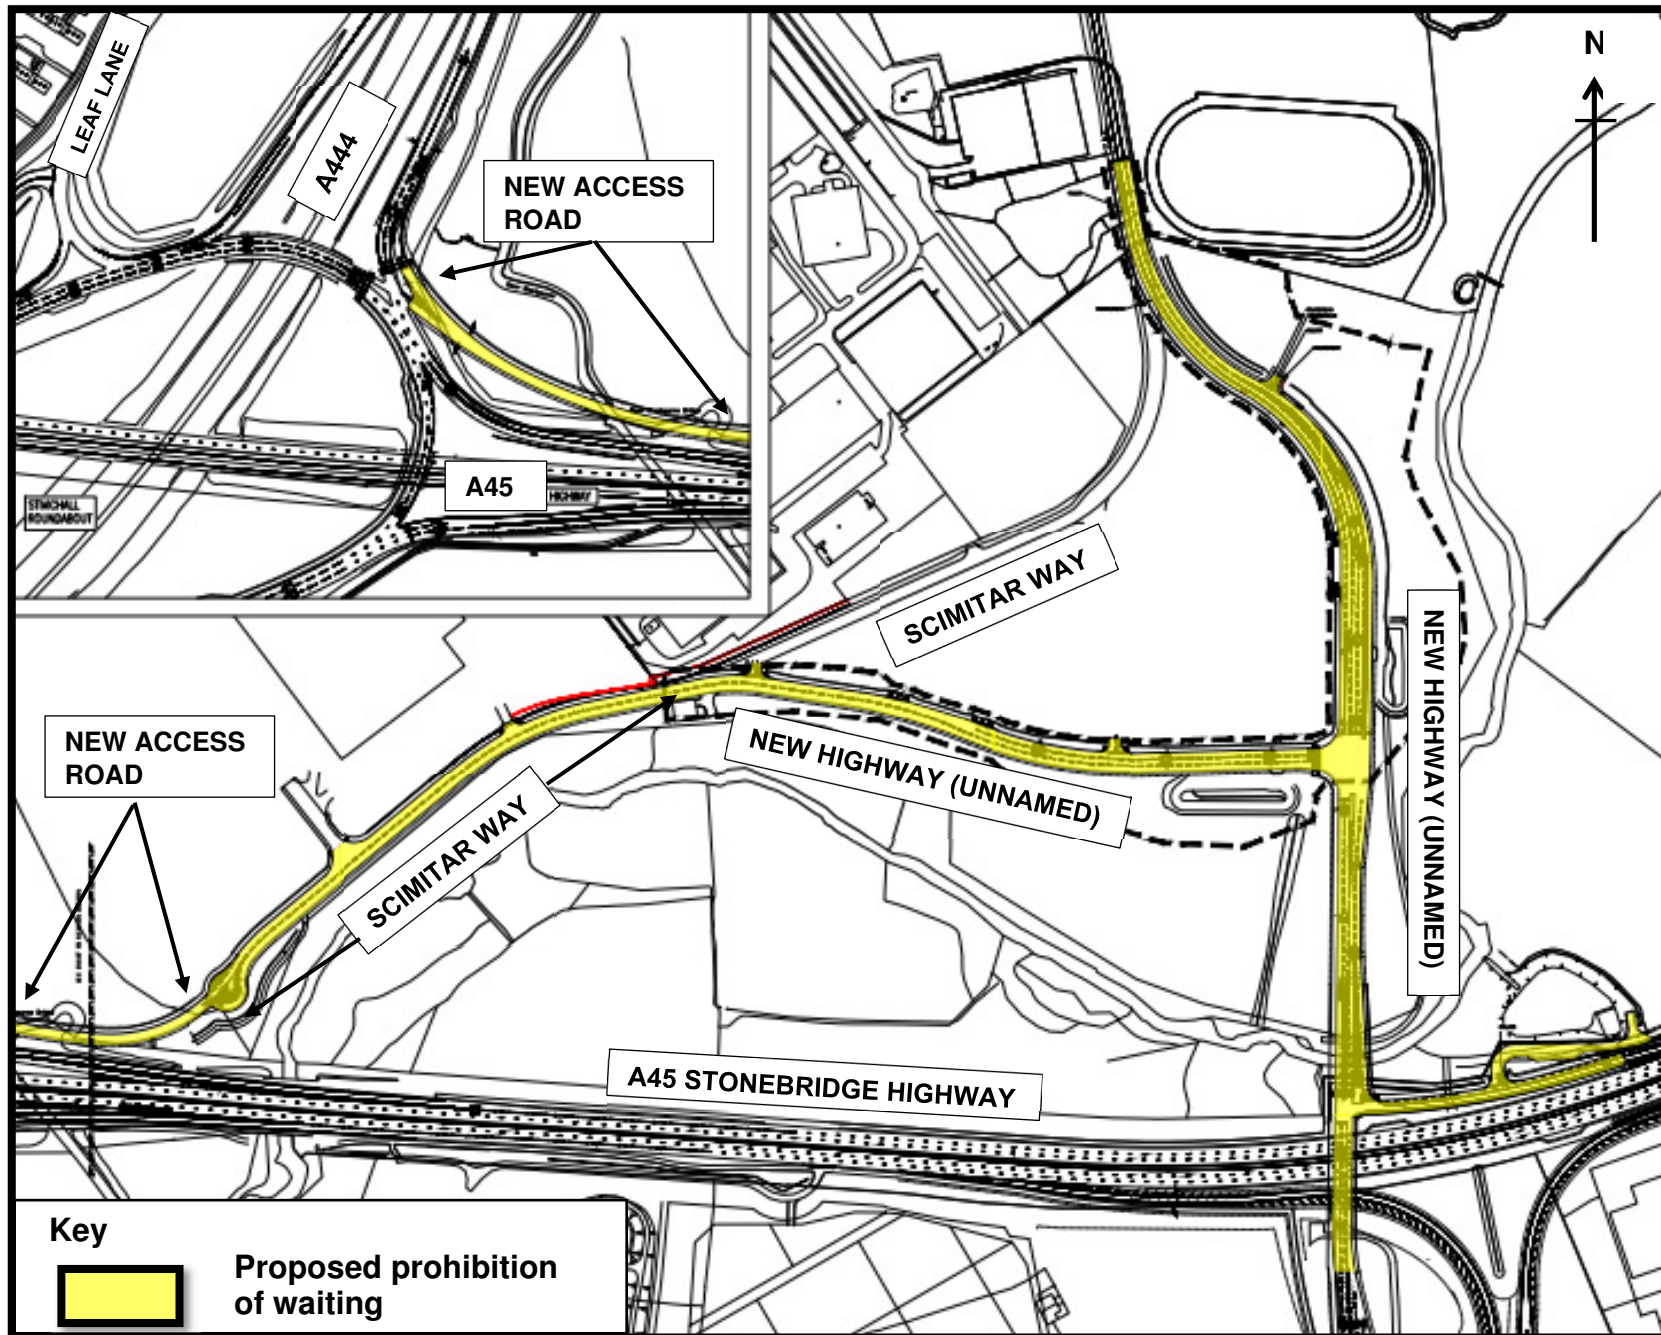 LEAF LANE
A444
NEW ACCESS
ROAD
N
A45
HIGHWAY
ROUNDABOUT
SCIMITAR WAY
NEW HIGHWAY (UNNAMED)
NEW HIGHWAY (UNNAMED)
NEW ACCESS
ROAD
SCIMITAR WAY
A45 STONEBRIDGE HIGHWAY
Key
Proposed prohibition
of waiting